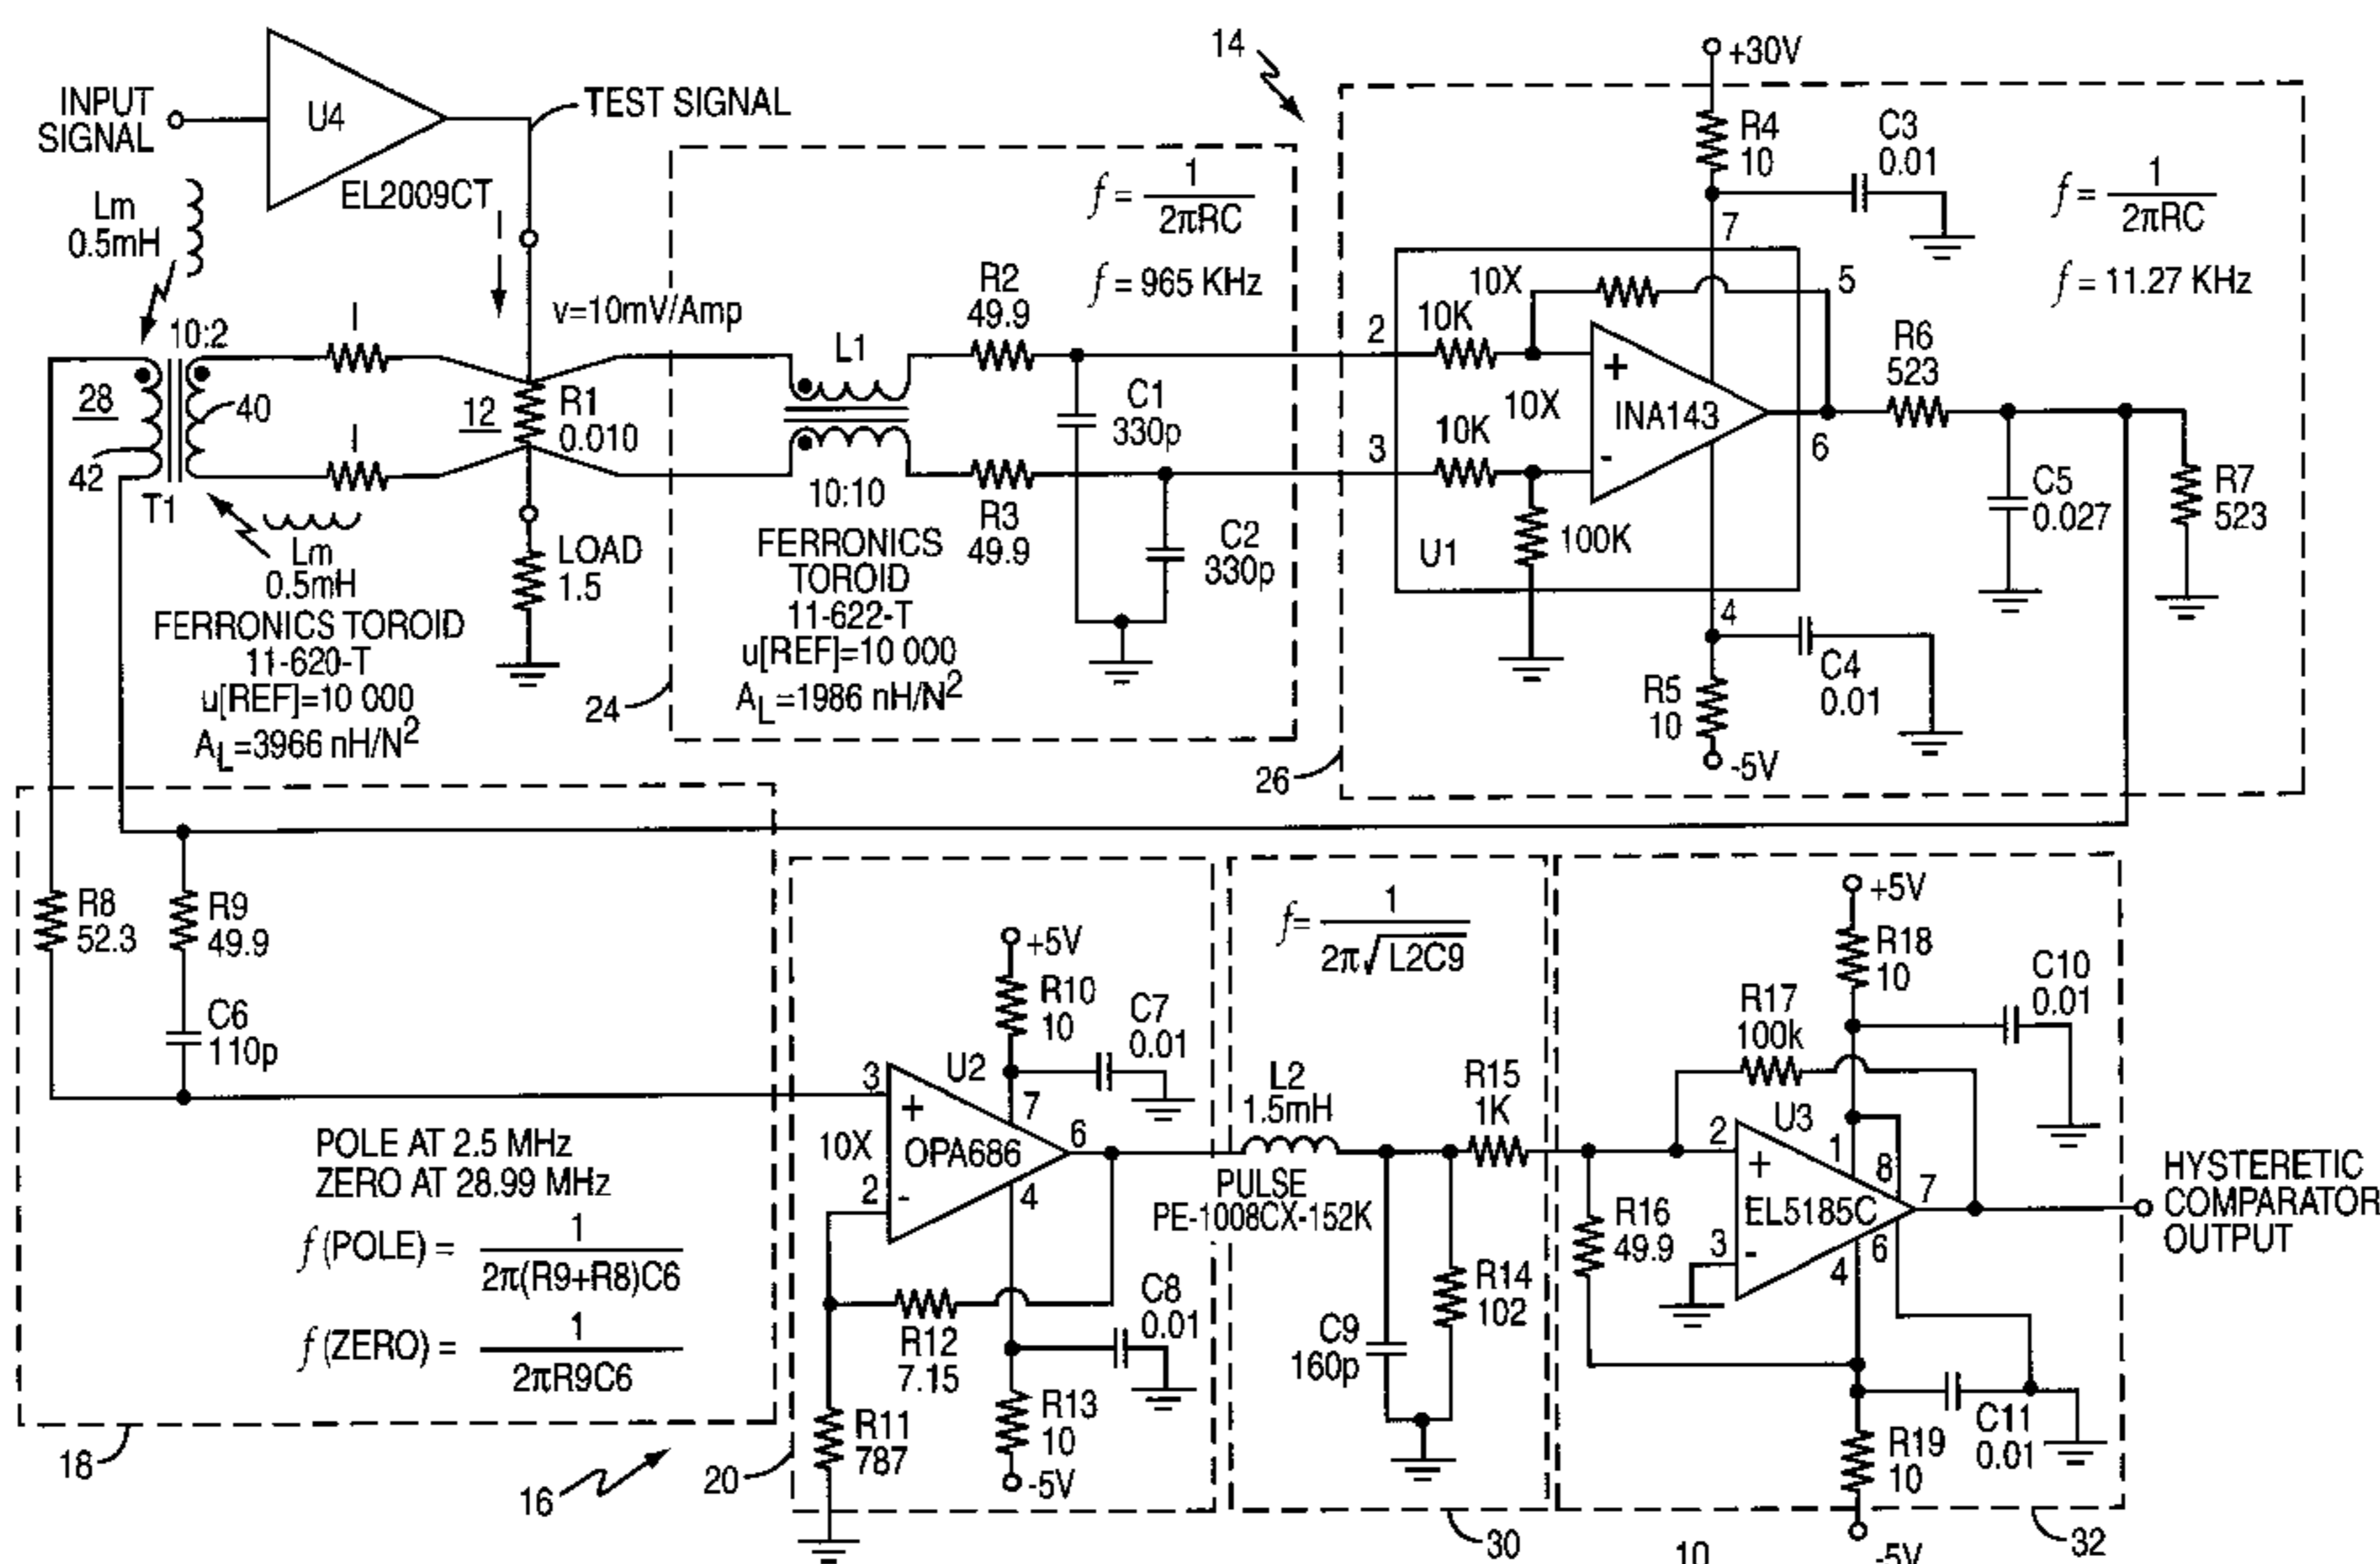 INPUT
SIGNAL
U4
EL2009CT
TEST SIGNAL
Lm
0.5mH
10:2
28
42
40
T1
I
I
I
12
R1
0.010
v=10mV/Amp
Lm
0.5mH
FERRONICS TOROID
11-620-T
u[REF]=10 000
AL=3966 nH/N²
LOAD
1.5
f = 1
2πRC
f = 965 KHz
L1
10:10
FERRONICS
TOROID
11-622-T
u[REF]=10 000
AL=1986 nH/N²
R2
49.9
R3
49.9
C1
330p
C2
330p
24
14
+30V
R4
10
C3
0.01
7
f = 1
2πRC
f = 11.27 KHz
2
3
10K
10X
5
+
10X
INA143
10K
-
6
100K
U1
4
R5
10
C4
0.01
-5V
R6
523
C5
0.027
R7
523
26
R8
52.3
R9
49.9
C6
110p
POLE AT 2.5 MHz
ZERO AT 28.99 MHz
f (POLE) = 1
2π(R9+R8)C6
f (ZERO) = 1
2πR9C6
18
16
+5V
R10
10
C7
0.01
U2
3
+
7
10X
OPA686
6
2
-
4
R12
7.15
C8
0.01
R11
787
R13
10
-5V
20
f= 1
2π√L2C9
L2
1.5mH
PULSE
PE-1008CX-152K
R15
1K
C9
160p
R14
102
30
+5V
R18
10
C10
0.01
R17
100k
U3
2
+
1
8
EL5185C
7
3
-
4
6
R16
49.9
C11
0.01
R19
10
-5V
32
10
HYSTERETIC
COMPARATOR
OUTPUT